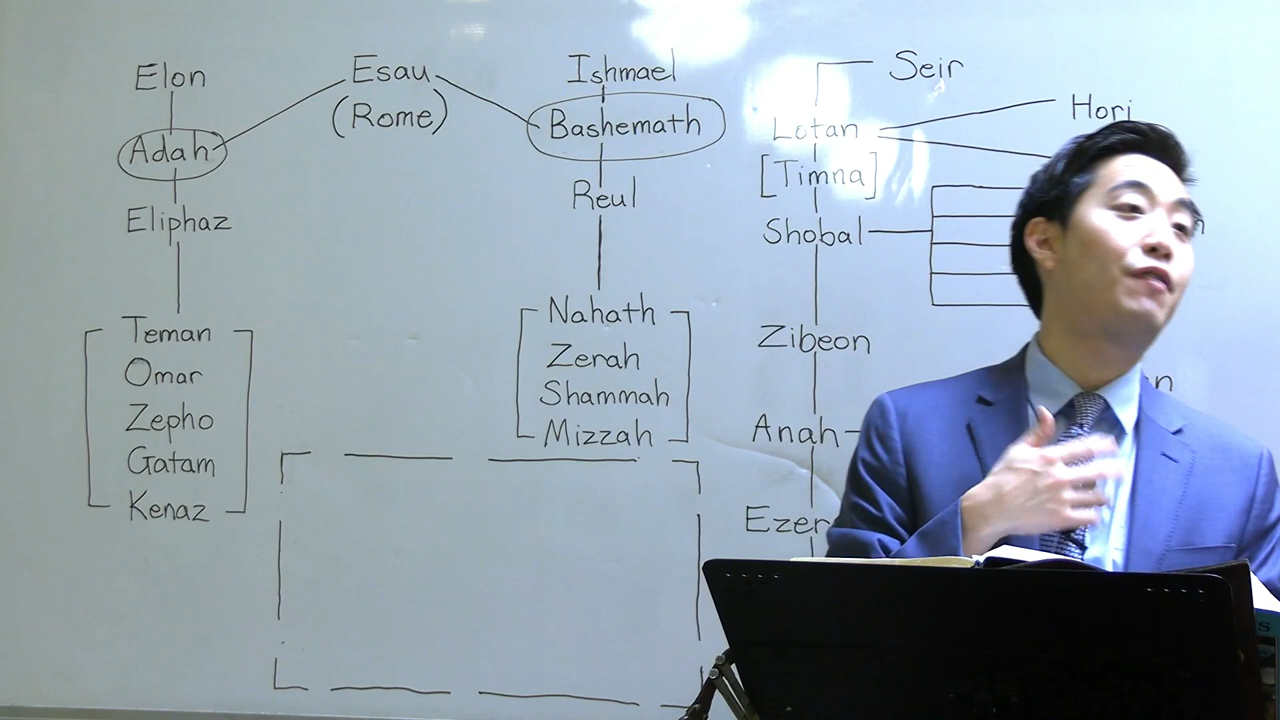 Elon
Adah
Eliphaz
Teman
Omar
Zepho
Gatam
Kenaz
Esau
(Rome)
Ishmael
Bashemath
Reul
Nahath
Zerah
Shammah
Mizzah
Seir
Lotan
Hori
[Timna]
Shobal
Zibeon
Anah
Ezer